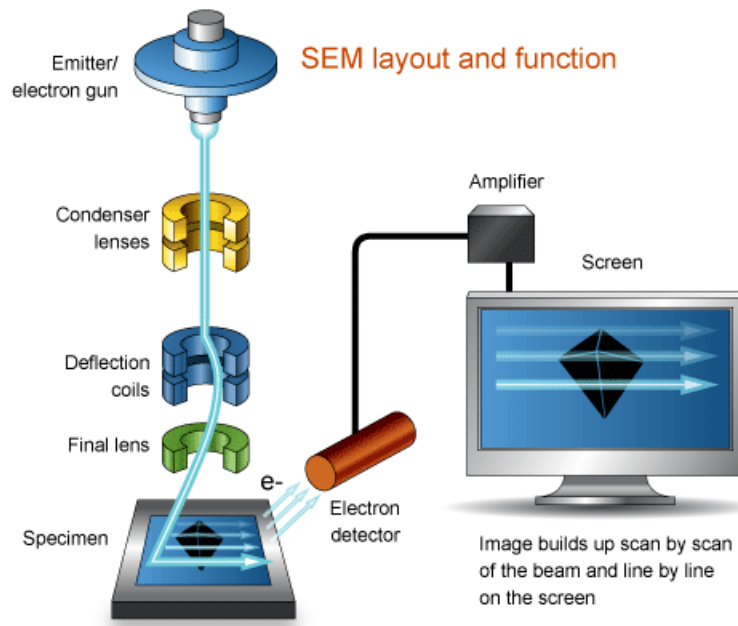 SEM layout and function
Emitter/
electron gun
Condenser
lenses
Deflection
coils
Final lens
Specimen
e-
Electron
detector
Amplifier
Screen
Image builds up scan by scan
of the beam and line by line
on the screen